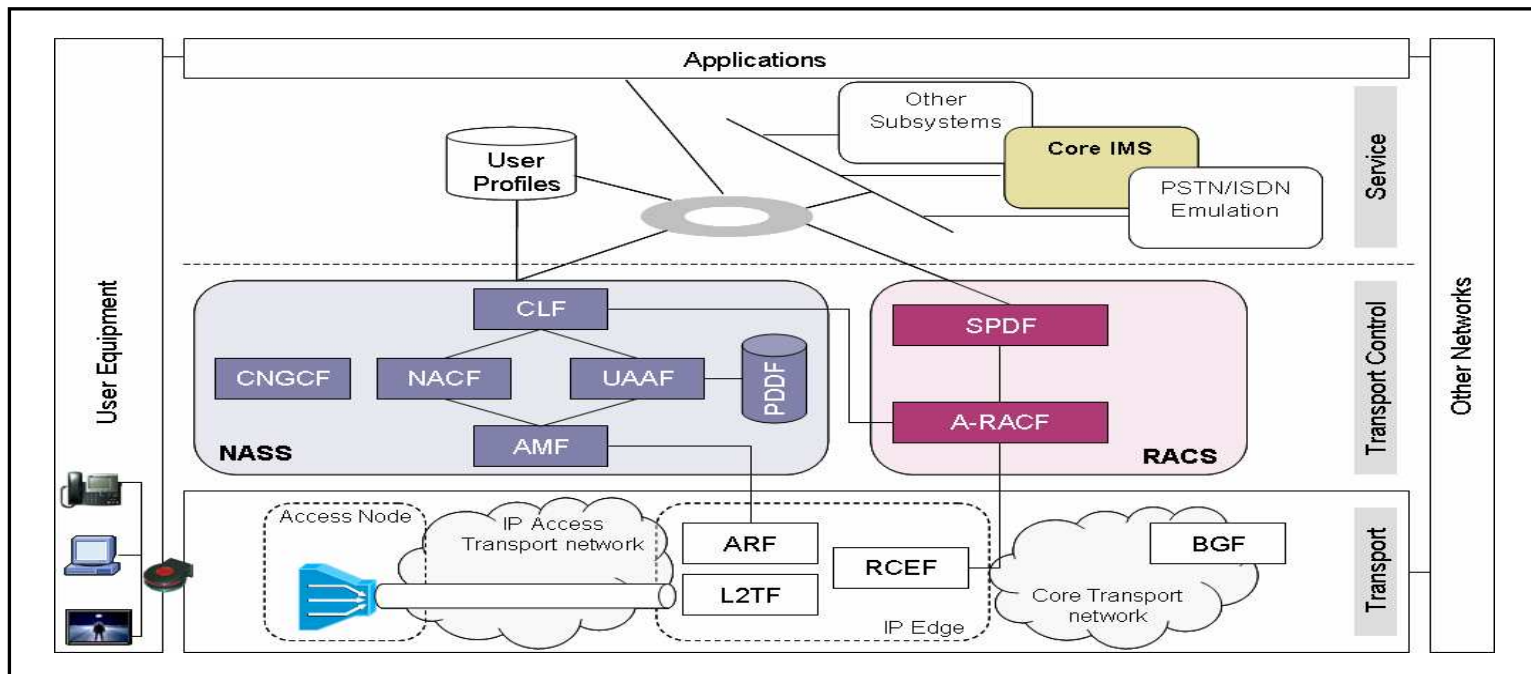 Applications
User Equipment
Other Networks
Other
Subsystems
Core IMS
PSTN/ISDN
Emulation
User
Profiles
Service
CLF
CNGCF
NACF
UAAF
PDDF
AMF
NASS
SPDF
A-RACF
RACS
Transport Control
Access Node
IP Access
Transport network
ARF
L2TF
RCEF
IP Edge
BGF
Core Transport
network
Transport